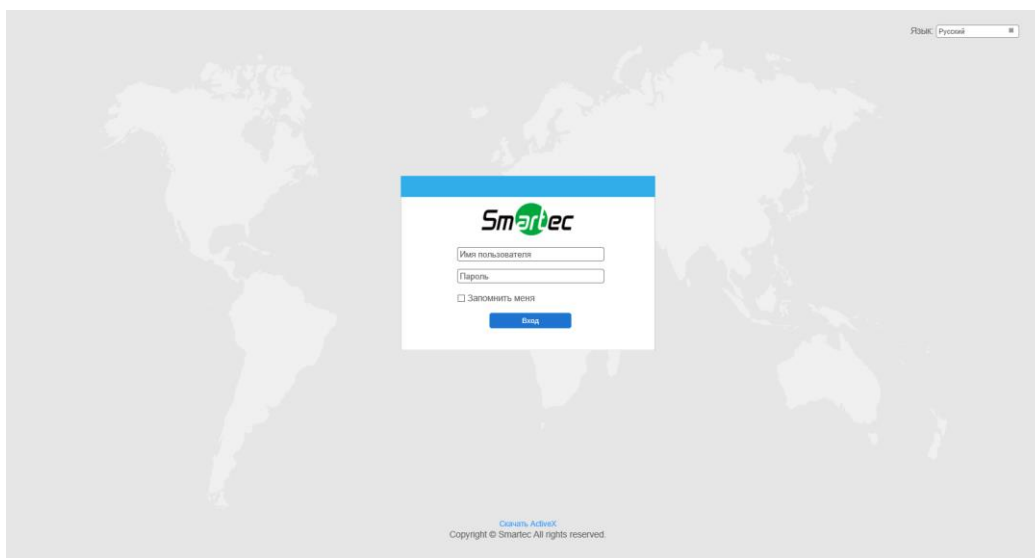 Язык: Русский
Smartec
Имя пользователя
Пароль
Запомнить меня
Вход
Скачать ActiveX
Copyright © Smartec All rights reserved.